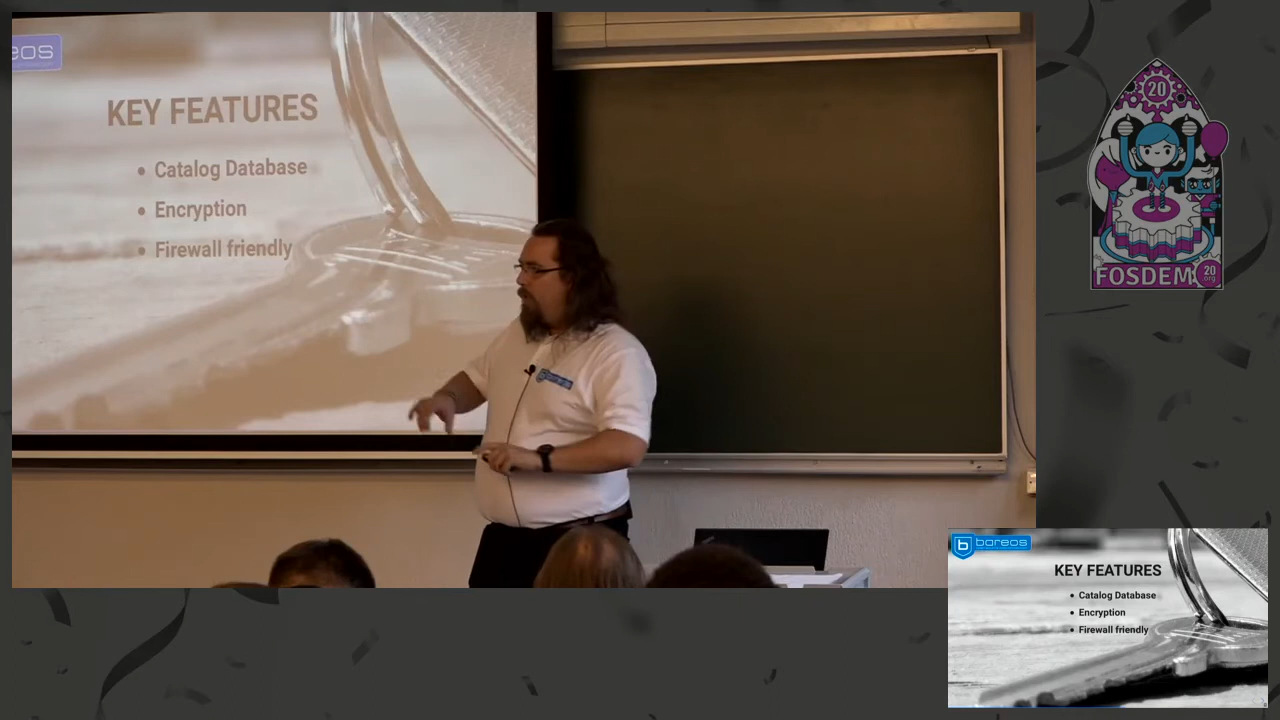 eos
KEY FEATURES
• Catalog Database
• Encryption
• Firewall friendly
20
FOSDEM 20
.org
b bareos
KEY FEATURES
• Catalog Database
• Encryption
• Firewall friendly